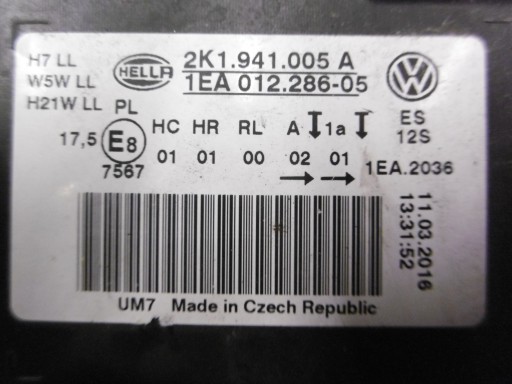 H7 LL HELLA 2K1.941.005 A
W5W LL 1EA 012.286-05
H21W LL PL
ES
12S
17,5 E8 HC HR RL A 1a
7567 01 01 00 02 01 1EA.2036
11.03.2016
13:31:52
UM7 Made in Czech Republic